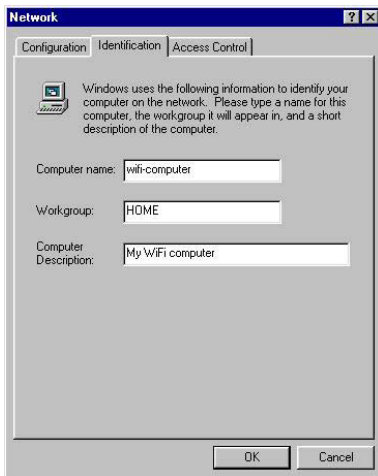 Network
Configuration Identification Access Control
Windows uses the following information to identify your
computer on the network. Please type a name for this
computer, the workgroup it will appear in, and a short
description of the computer.
Computer name: wifi-computer
Workgroup: HOME
Computer
Description: My WiFi computer
OK Cancel